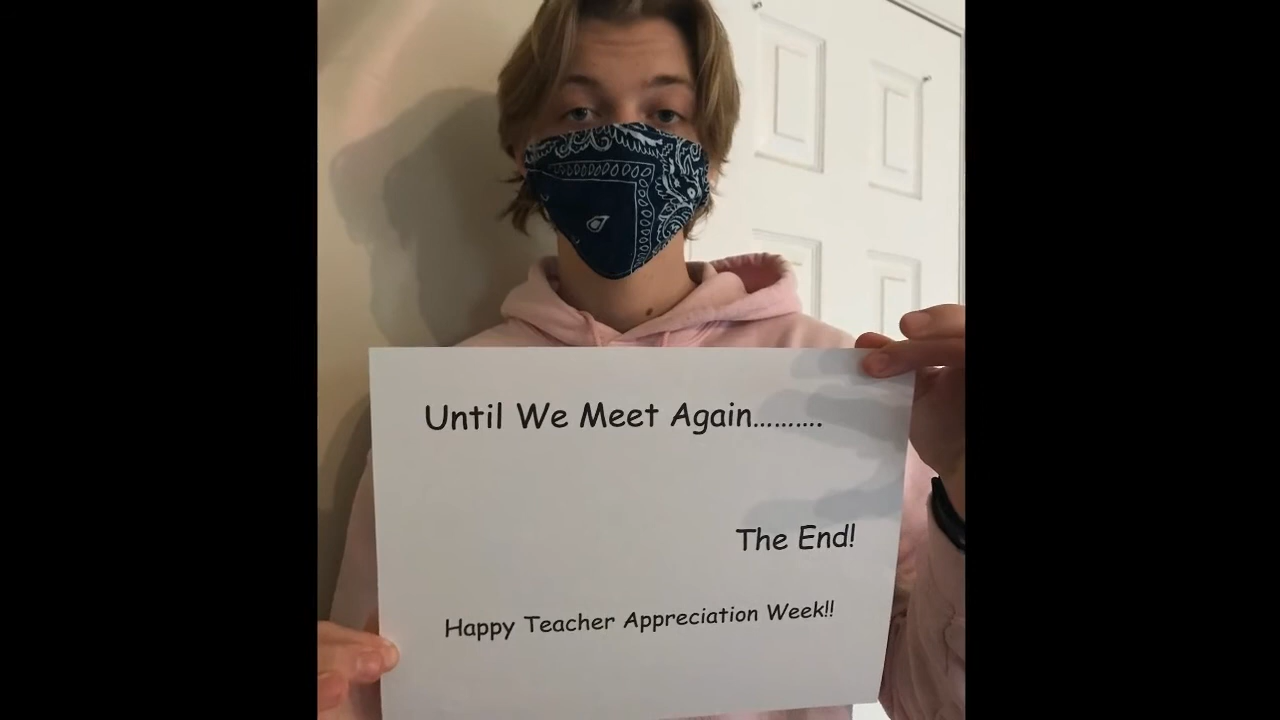 Until We Meet Again..........
The End!
Happy Teacher Appreciation Week!!